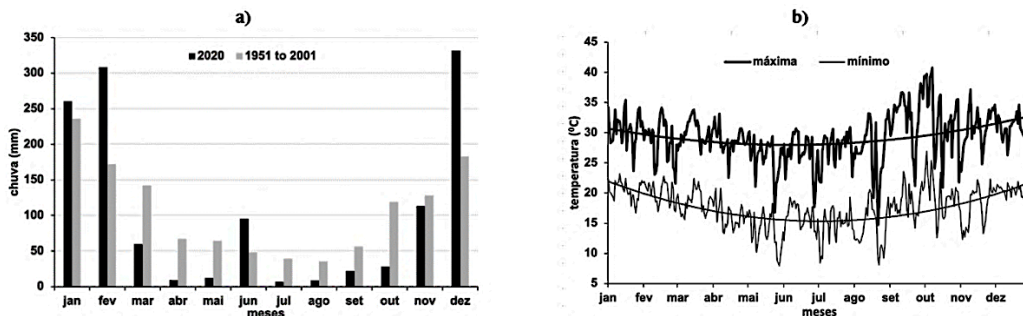 a)
2020 1951 to 2001
chuva (mm)
350
300
250
200
150
100
50
0
jan fev mar abr mai jun jul ago set out nov dez
meses
b)
máxima mínimo
temperatura (ºC)
45
40
35
30
25
20
15
10
5
jan fev mar abr mai jun jul ago set out nov dez
meses